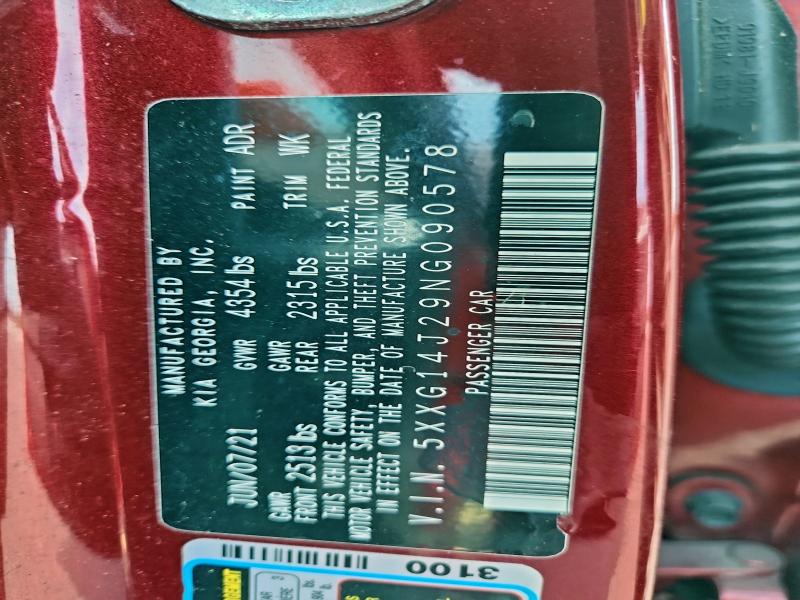 MANUFACTURED BY
KIA GEORGIA, INC.
JUN/07/21 GVWR 4354 lbs PAINT ADR
GAWR FRONT 2513 lbs GAWR REAR 2315 lbs TRIM WK
THIS VEHICLE CONFORMS TO ALL APPLICABLE U.S.A. FEDERAL
MOTOR VEHICLE SAFETY, BUMPER, AND THEFT PREVENTION STANDARDS
IN EFFECT ON THE DATE OF MANUFACTURE SHOWN ABOVE.
V.I.N. 5XXG14J29NG090578
PASSENGER CAR
3100